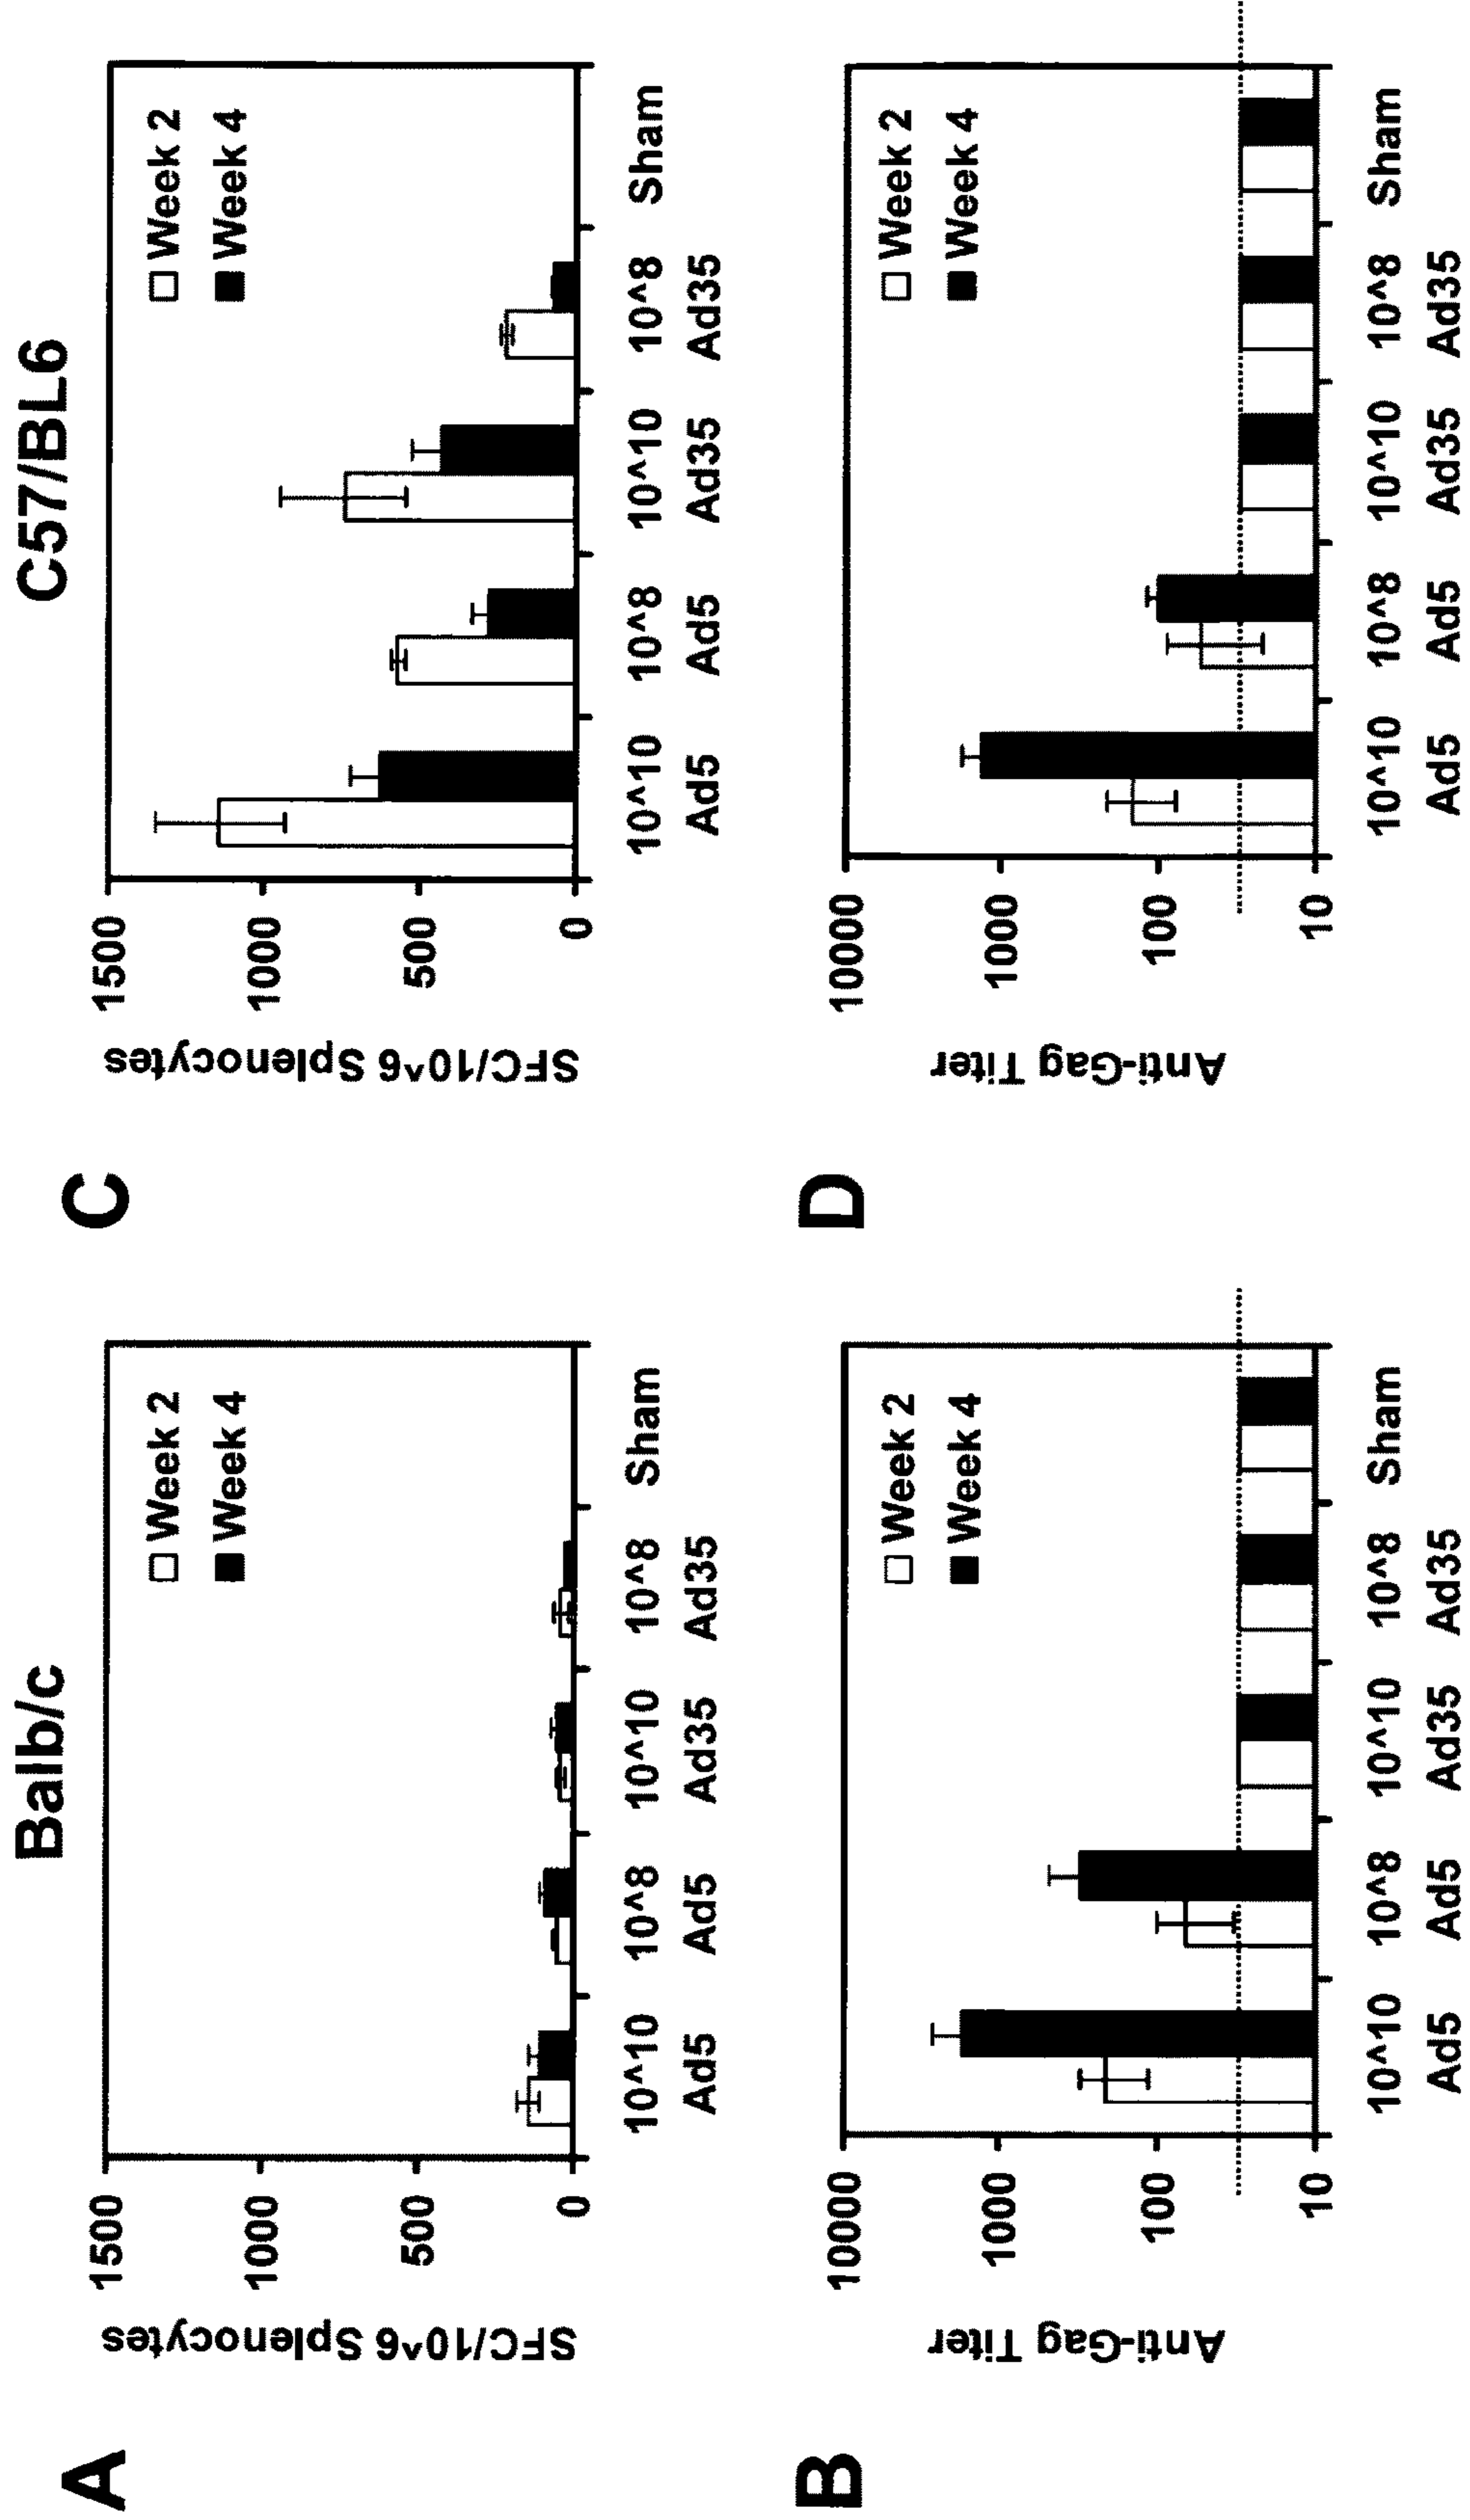 Balb/c
C57/BL6
A
SFC/10^6 Splenocytes
1500
1000
500
0
Week 2
Week 4
10^10 10^8 10^10 10^8 Sham
Ad5 Ad5 Ad35 Ad35
C
SFC/10^6 Splenocytes
1500
1000
500
0
Week 2
Week 4
10^10 10^8 10^10 10^8 Sham
Ad5 Ad5 Ad35 Ad35
B
Anti-Gag Titer
10000
1000
100
10
Week 2
Week 4
10^10 10^8 10^10 10^8 Sham
Ad5 Ad5 Ad35 Ad35
D
Anti-Gag Titer
10000
1000
100
10
Week 2
Week 4
10^10 10^8 10^10 10^8 Sham
Ad5 Ad5 Ad35 Ad35